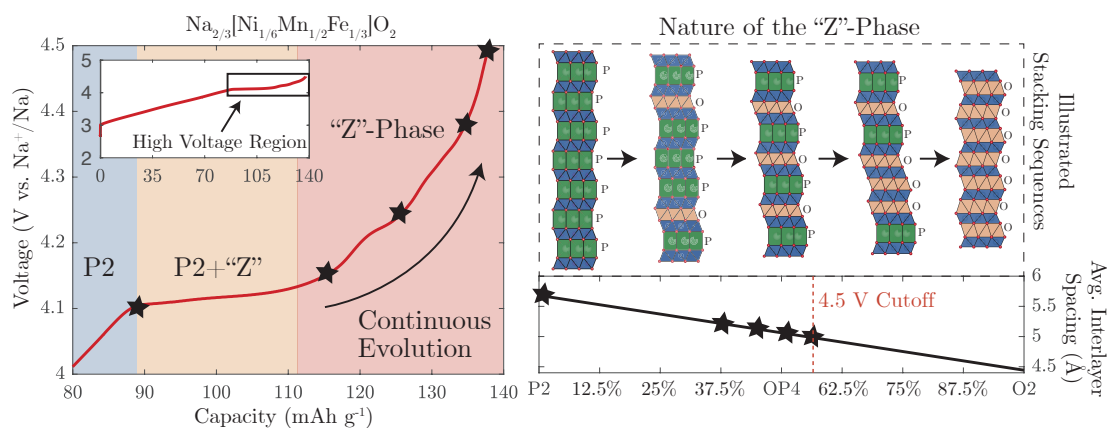 Na2/3[Ni1/6Mn1/2Fe1/3]O2
Voltage (V vs. Na+/Na)
4.5
4.4
4.3
4.2
4.1
4
5
4
3
2
0
35
70
105
140
High Voltage Region
P2
P2+“Z”
“Z”-Phase
Continuous
Evolution
80
90
100
110
120
130
140
Capacity (mAh g-1)
Nature of the “Z”-Phase
P
P
P
P
P
P
P
O
P
P
O
P
P
O
P
O
P
O
P
O
P
O
O
O
P
O
O
O
O
O
O
Illustrated
Stacking Sequences
4.5 V Cutoff
6
5.5
5
4.5
Avg. Interlayer
Spacing (Å)
P2
12.5%
25%
37.5%
OP4
62.5%
75%
87.5%
O2